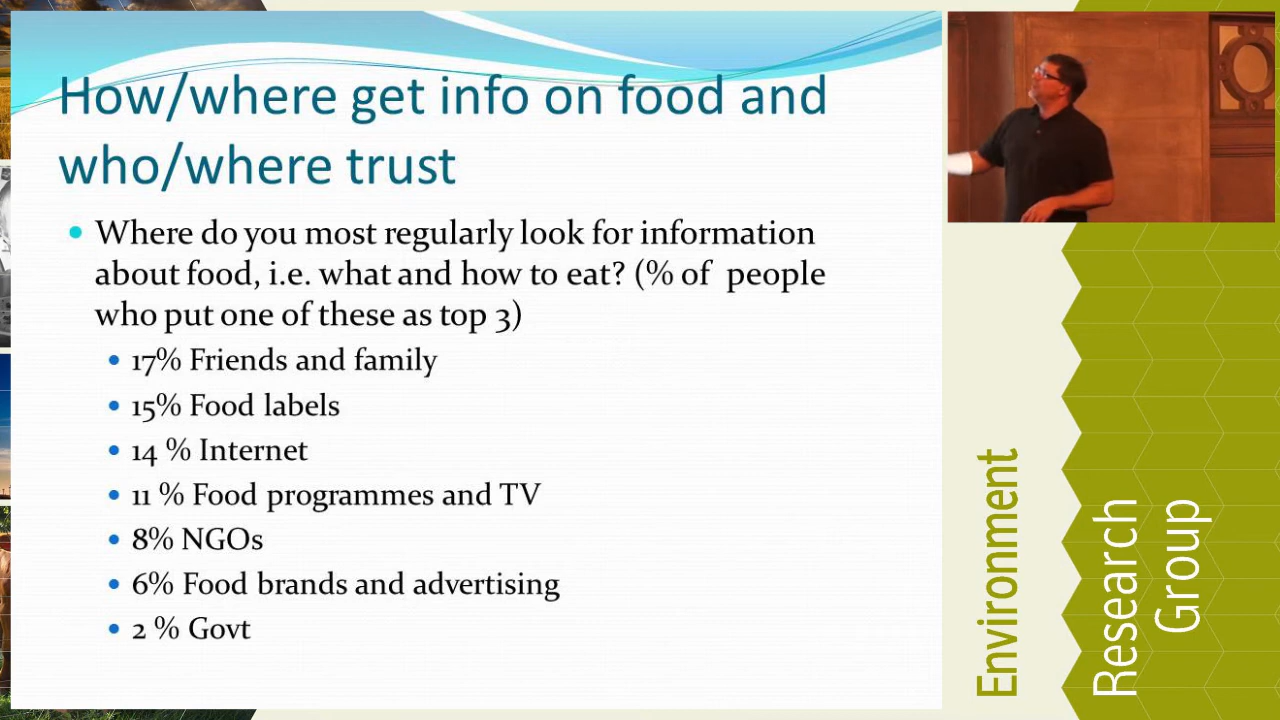 How/where get info on food and
who/where trust
Where do you most regularly look for information
about food, i.e. what and how to eat? (% of people
who put one of these as top 3)
17% Friends and family
15% Food labels
14 % Internet
11 % Food programmes and TV
8% NGOs
6% Food brands and advertising
2 % Govt
Environment
Research
Group